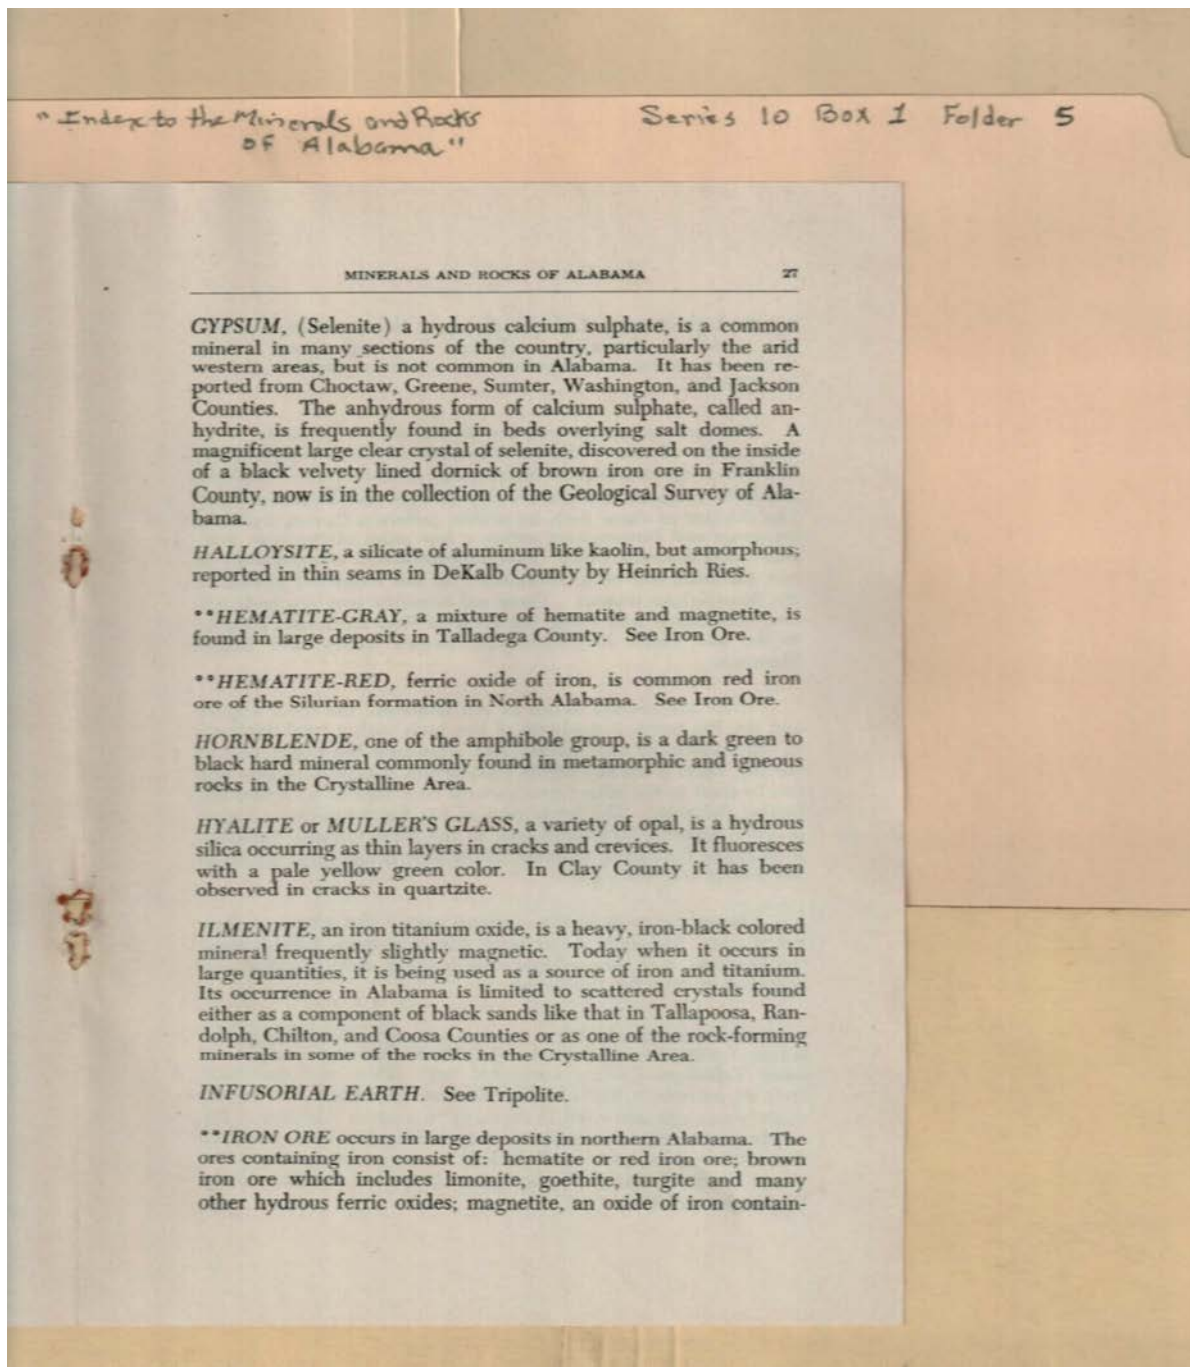 "Index to the Minerals and Rocks
OF Alabama"
Series 10 Box 1 Folder 5
MINERALS AND ROCKS OF ALABAMA 27
GYPSUM, (Selenite) a hydrous calcium sulphate, is a common
mineral in many sections of the country, particularly the arid
western areas, but is not common in Alabama. It has been re-
ported from Choctaw, Greene, Sumter, Washington, and Jackson
Counties. The anhydrous form of calcium sulphate, called an-
hydrite, is frequently found in beds overlying salt domes. A
magnificent large clear crystal of selenite, discovered on the inside
of a black velvety lined dornick of brown iron ore in Franklin
County, now is in the collection of the Geological Survey of Ala-
bama.
HALLOYSITE, a silicate of aluminum like kaolin, but amorphous;
reported in thin seams in DeKalb County by Heinrich Ries.
**HEMATITE-GRAY, a mixture of hematite and magnetite, is
found in large deposits in Talladega County. See Iron Ore.
**HEMATITE-RED, ferric oxide of iron, is common red iron
ore of the Silurian formation in North Alabama. See Iron Ore.
HORNBLENDE, one of the amphibole group, is a dark green to
black hard mineral commonly found in metamorphic and igneous
rocks in the Crystalline Area.
HYALITE or MULLER'S GLASS, a variety of opal, is a hydrous
silica occurring as thin layers in cracks and crevices. It fluoresces
with a pale yellow green color. In Clay County it has been
observed in cracks in quartzite.
ILMENITE, an iron titanium oxide, is a heavy, iron-black colored
mineral frequently slightly magnetic. Today when it occurs in
large quantities, it is being used as a source of iron and titanium.
Its occurrence in Alabama is limited to scattered crystals found
either as a component of black sands like that in Tallapoosa, Ran-
dolph, Chilton, and Coosa Counties or as one of the rock-forming
minerals in some of the rocks in the Crystalline Area.
INFUSORIAL EARTH. See Tripolite.
**IRON ORE occurs in large deposits in northern Alabama. The
ores containing iron consist of: hematite or red iron ore; brown
iron ore which includes limonite, goethite, turgite and many
other hydrous ferric oxides; magnetite, an oxide of iron contain-